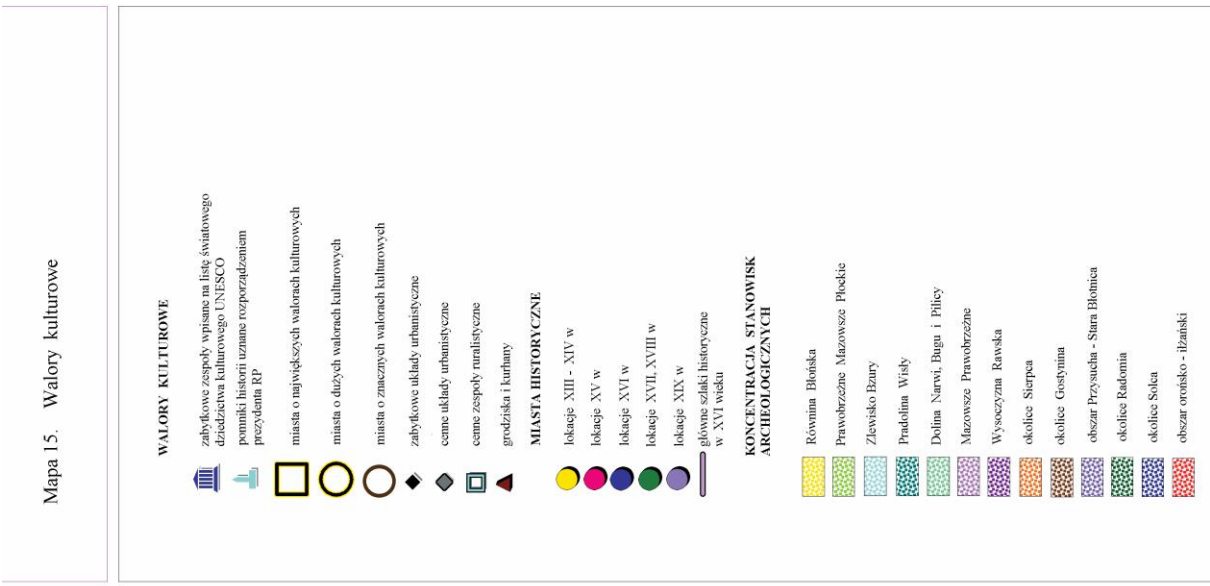 Mapa 15. Walory kulturowe
WALORY KULTUROWE
zabytkowe zespoły wpisane na listę światowego
dziedzictwa kulturowego UNESCO
pomniki historii uznane rozporządzeniem
prezydenta RP
miasta o największych walorach kulturowych
miasta o dużych walorach kulturowych
miasta o znacznych walorach kulturowych
zabytkowe układy urbanistyczne
cenne układy urbanistyczne
cenne zespoły ruralistyczne
grodziska i kurhany
MIASTA HISTORYCZNE
lokacje XIII - XIV w
lokacje XV w
lokacje XVI w
lokacje XVII, XVIII w
lokacje XIX w
główne szlaki historyczne
w XVI wieku
KONCENTRACJA STANOWISK
ARCHEOLOGICZNYCH
Równina Błońska
Prawobrzeżne Mazowsze Płockie
Zlewisko Bzury
Pradolina Wisły
Dolina Narwi, Bugu i Pilicy
Mazowsze Prawobrzeżne
Wysoczyzna Rawska
okolice Sierpca
okolice Gostynina
obszar Przysucha - Stara Błotnica
okolice Radomia
okolice Solca
obszar orońsko - iłżański